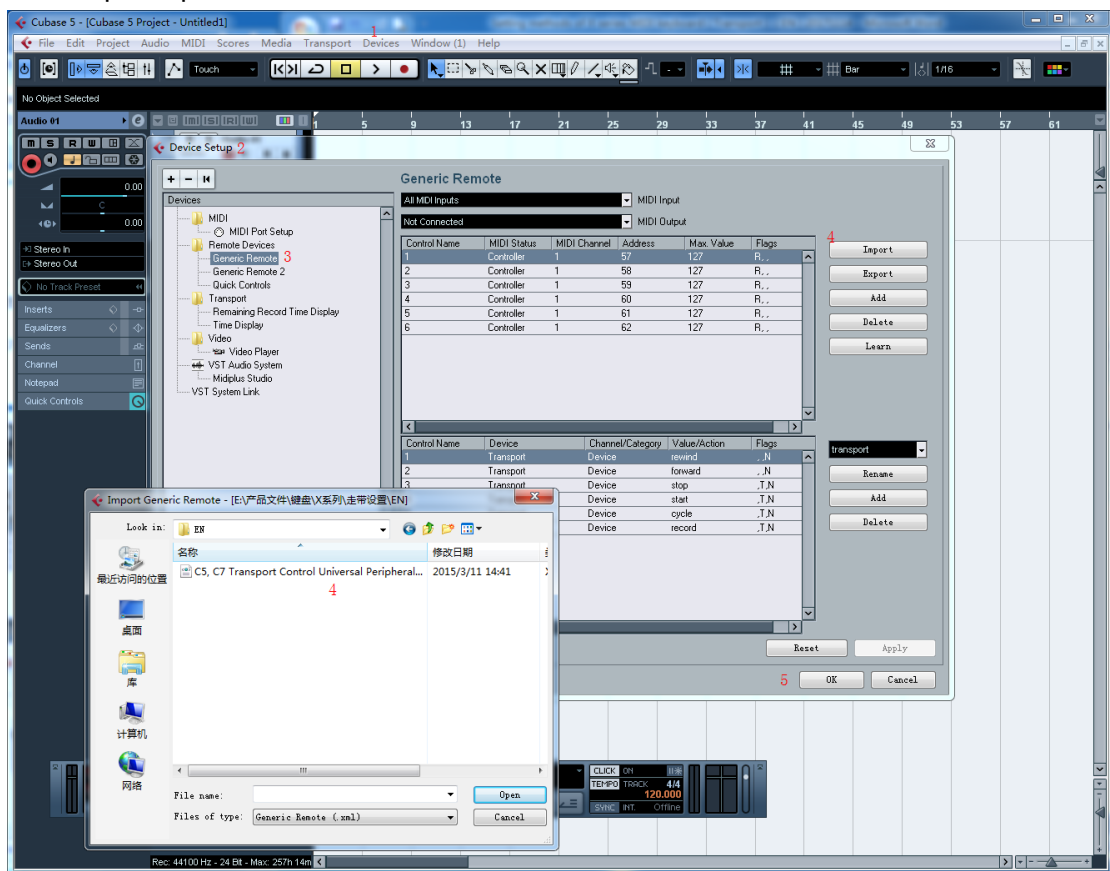 Cubase 5 - [Cubase 5 Project - Untitled1]
1
File Edit Project Audio MIDI Scores Media Transport Devices Window (1) Help
Touch
Bar
1/16
No Object Selected
Audio 01
5 9 13 17 21 25 29 33 37 41 45 49 53 57 61
0.00
C
0.00
Stereo In
Stereo Out
No Track Preset
Inserts
Equalizers
Sends
Channel
Notepad
Quick Controls
Device Setup 2
Devices
MIDI
MIDI Port Setup
Remote Devices
Generic Remote 3
Generic Remote 2
Quick Controls
Transport
Remaining Record Time Display
Time Display
Video
Video Player
VST Audio System
Midiplus Studio
VST System Link
Generic Remote
All MIDI Inputs MIDI Input
Not Connected MIDI Output
Control Name MIDI Status MIDI Channel Address Max. Value Flags
1 Controller 1 57 127 R, ,
2 Controller 1 58 127 R, ,
3 Controller 1 59 127 R, ,
4 Controller 1 60 127 R, ,
5 Controller 1 61 127 R, ,
6 Controller 1 62 127 R, ,
4
Import
Export
Add
Delete
Learn
Control Name Device Channel/Category Value/Action Flags
1 Transport Device rewind , ,N
2 Transport Device forward , ,N
3 Transport Device stop ,T,N
Device start ,T,N
Device cycle ,T,N
Device record ,T,N
transport
Rename
Add
Delete
Reset Apply
5 OK Cancel
Import Generic Remote - [E:\产品文件\键盘\X系列\走带设置\EN]
Look in: EN
名称 修改日期
C5, C7 Transport Control Universal Peripheral... 2015/3/11 14:41
4
最近访问的位置
桌面
库
计算机
网络
File name: Open
Files of type: Generic Remote (.xml) Cancel
CLICK ON
TEMPO TRACK 4/4
120.000
SYNC INT. Offline
Rec: 44100 Hz - 24 Bit - Max: 257h 14m